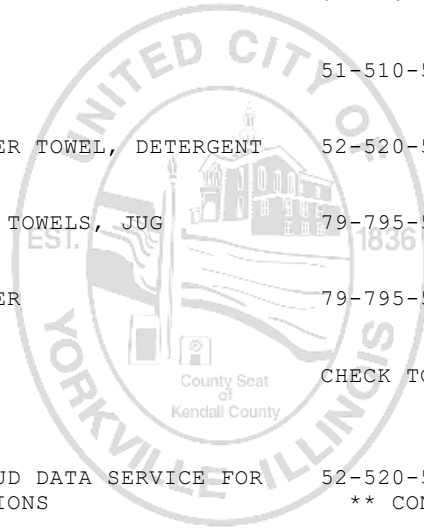 51-510-5
ER TOWEL, DETERGENT 52-520-5
TOWELS, JUG 79-795-5
ER 79-795-5
CHECK TO
UD DATA SERVICE FOR 52-520-5
IONS ** CON
UNITED CITY OF
YORKVILLE ILLINOIS
EST. 1836
County Seat
of
Kendall County